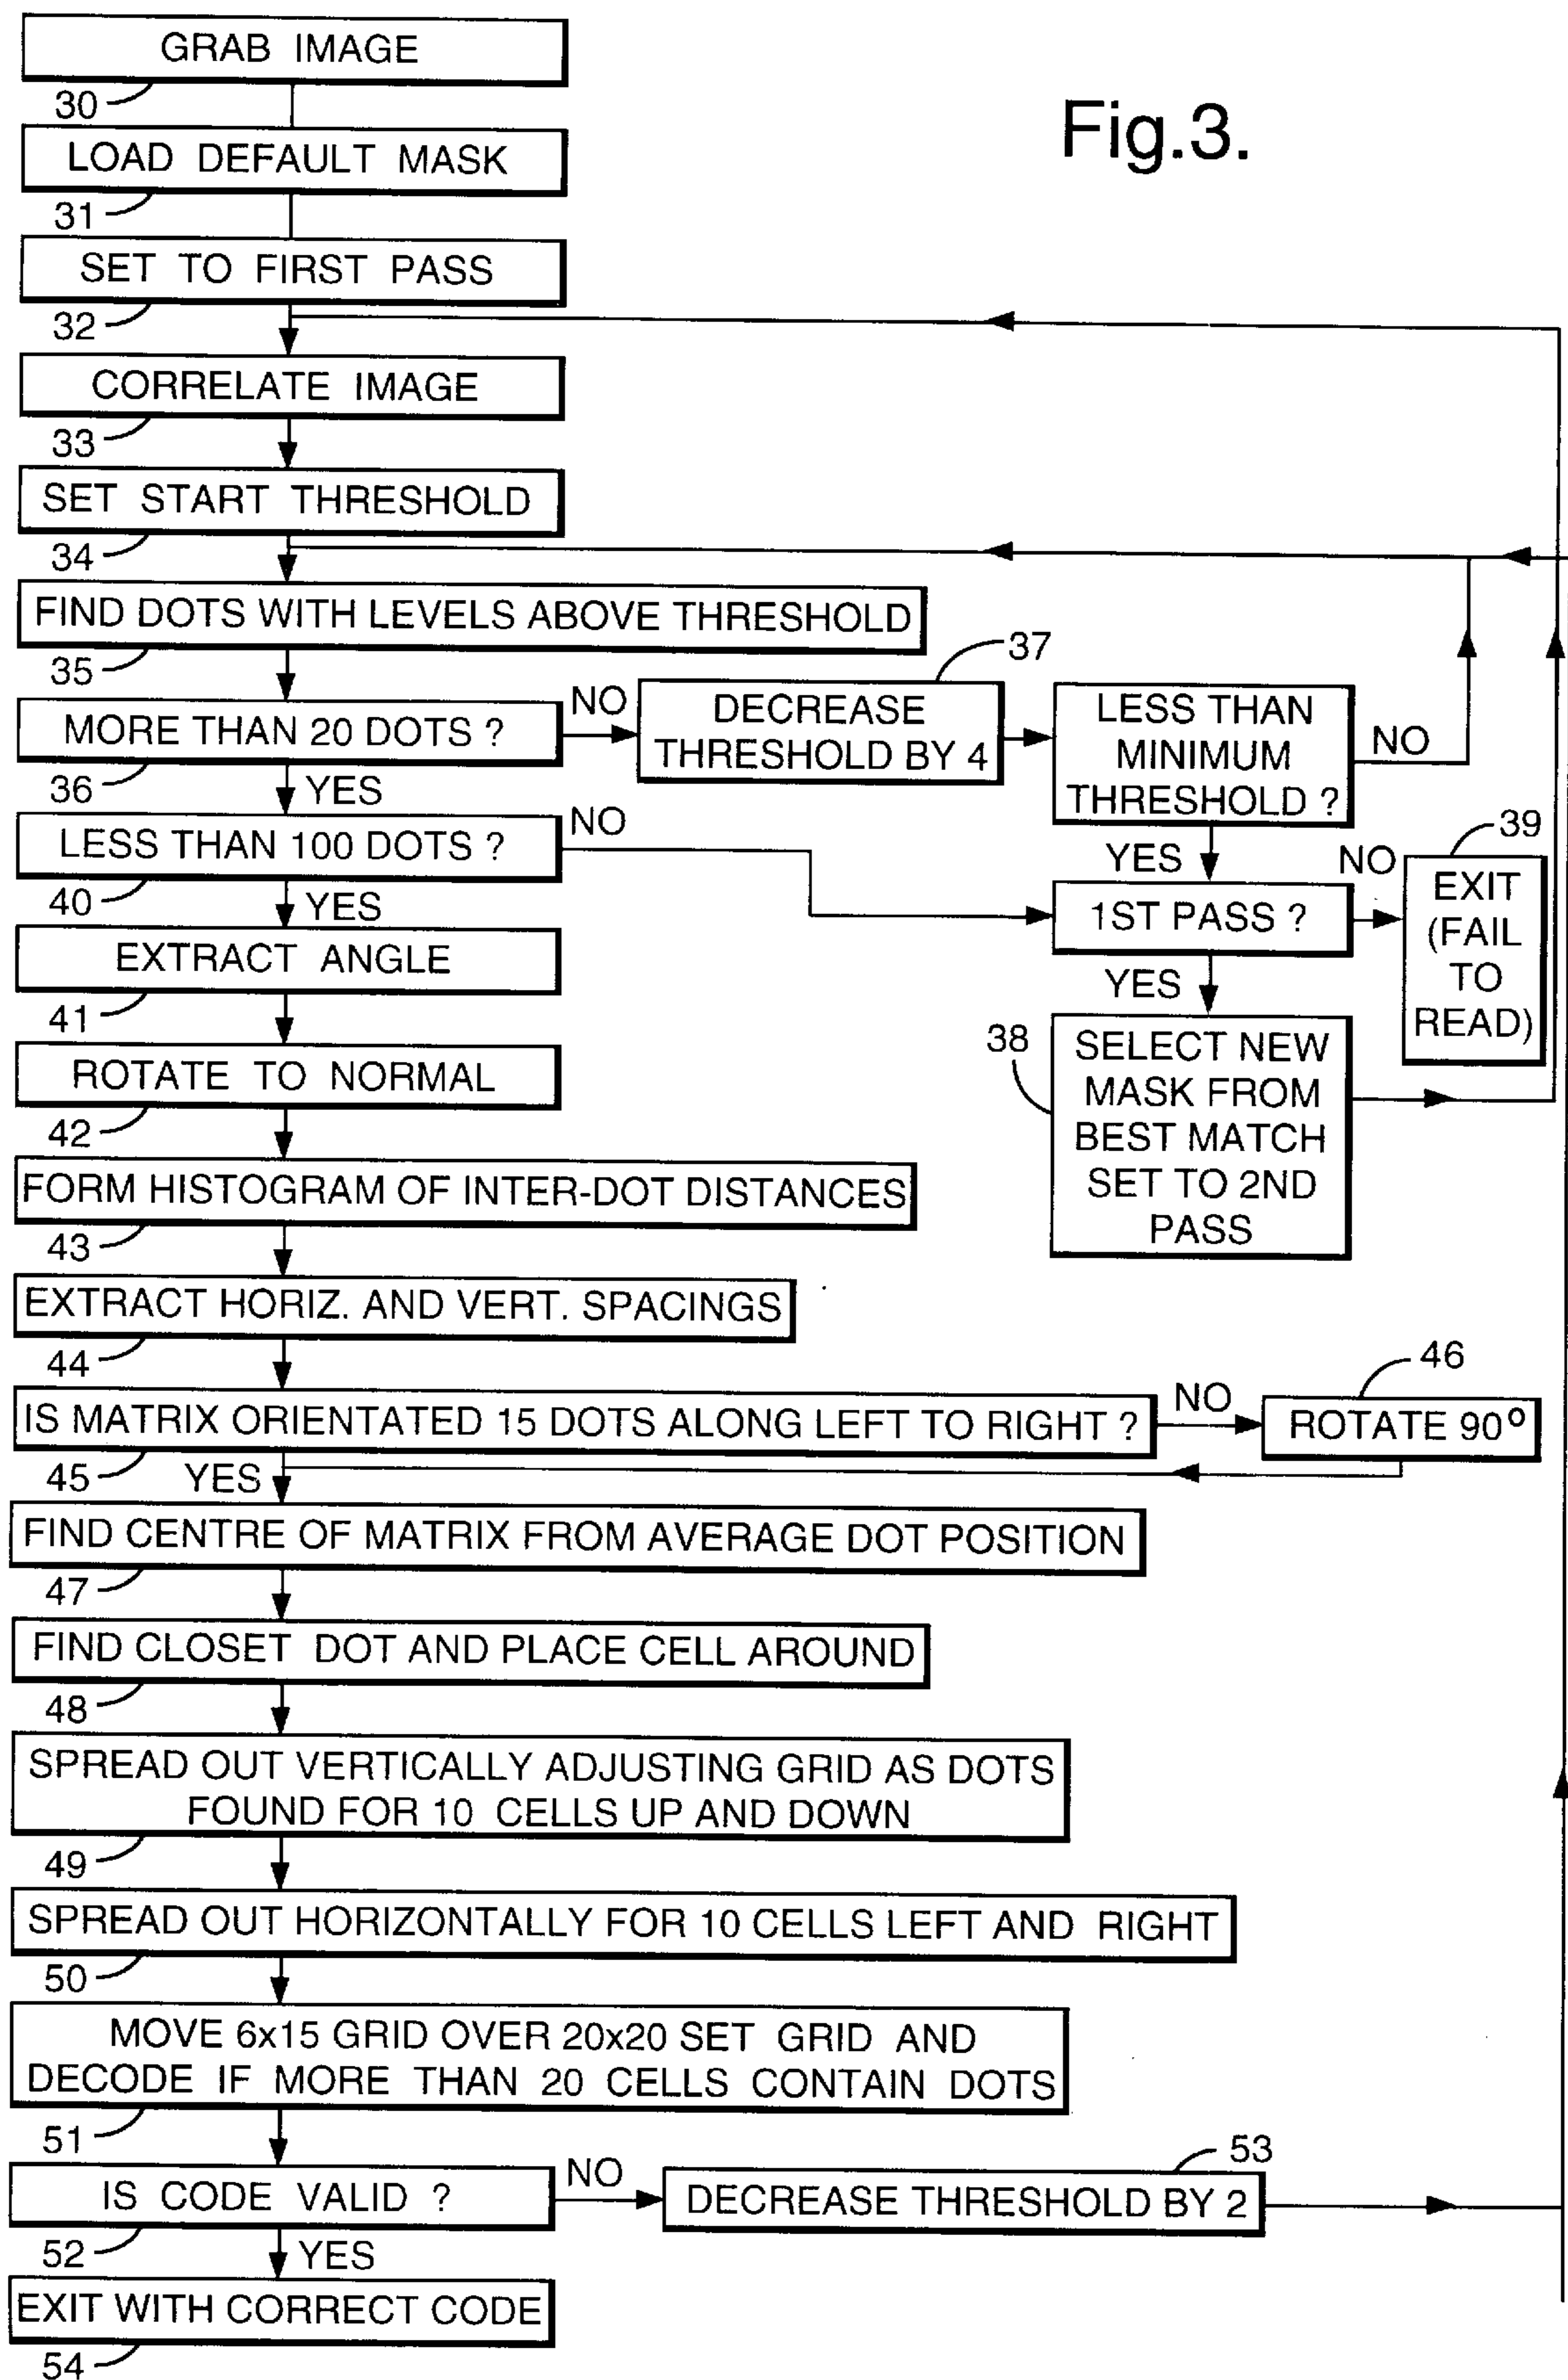 Fig.3.
GRAB IMAGE
30
LOAD DEFAULT MASK
31
SET TO FIRST PASS
32
CORRELATE IMAGE
33
SET START THRESHOLD
34
FIND DOTS WITH LEVELS ABOVE THRESHOLD
35
MORE THAN 20 DOTS ?
36
NO
YES
37
DECREASE
THRESHOLD BY 4
LESS THAN
MINIMUM
THRESHOLD ?
NO
YES
LESS THAN 100 DOTS ?
40
NO
YES
1ST PASS ?
NO
YES
39
EXIT
(FAIL
TO
READ)
38
SELECT NEW
MASK FROM
BEST MATCH
SET TO 2ND
PASS
EXTRACT ANGLE
41
ROTATE TO NORMAL
42
FORM HISTOGRAM OF INTER-DOT DISTANCES
43
EXTRACT HORIZ. AND VERT. SPACINGS
44
IS MATRIX ORIENTATED 15 DOTS ALONG LEFT TO RIGHT ?
45
NO
YES
46
ROTATE 90°
FIND CENTRE OF MATRIX FROM AVERAGE DOT POSITION
47
FIND CLOSET DOT AND PLACE CELL AROUND
48
SPREAD OUT VERTICALLY ADJUSTING GRID AS DOTS
FOUND FOR 10 CELLS UP AND DOWN
49
SPREAD OUT HORIZONTALLY FOR 10 CELLS LEFT AND RIGHT
50
MOVE 6x15 GRID OVER 20x20 SET GRID AND
DECODE IF MORE THAN 20 CELLS CONTAIN DOTS
51
IS CODE VALID ?
52
NO
YES
53
DECREASE THRESHOLD BY 2
EXIT WITH CORRECT CODE
54